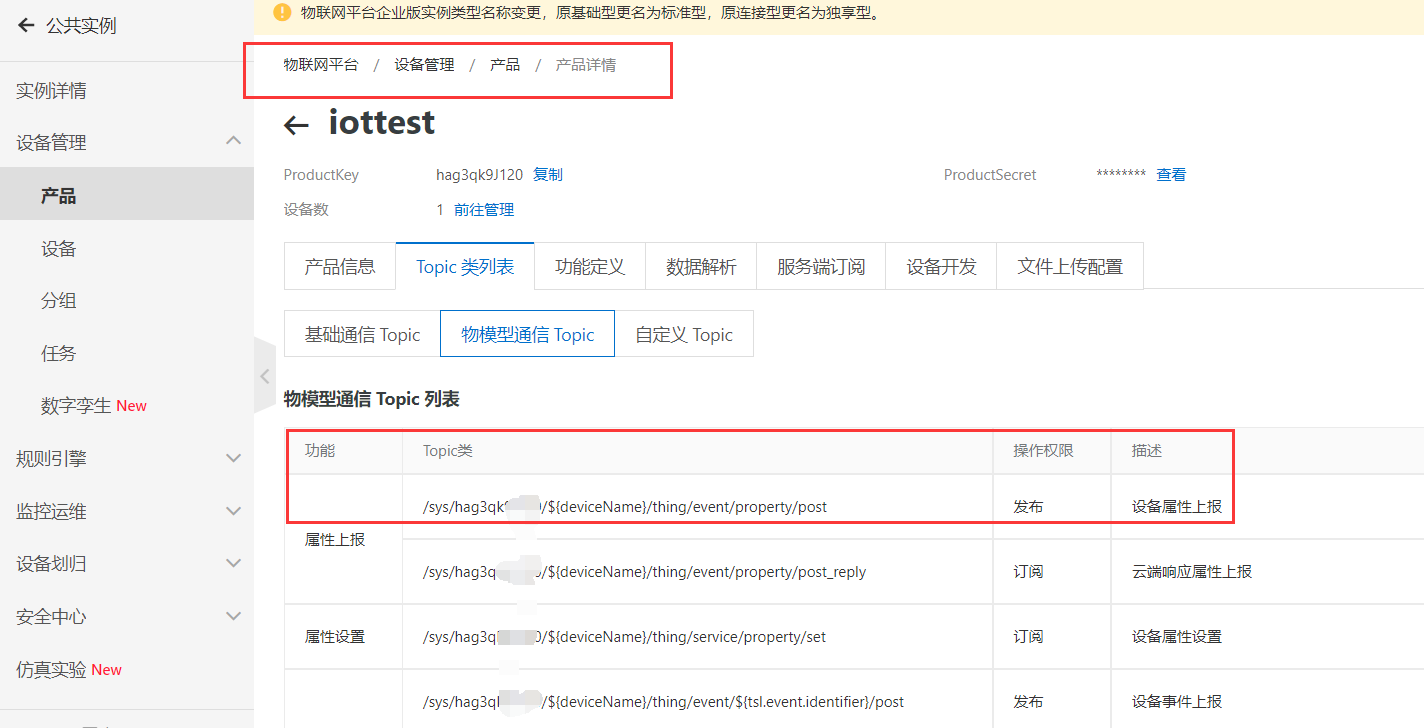 公共实例
物联网平台企业版实例类型名称变更，原基础型更名为标准型，原连接型更名为独享型。
实例详情
设备管理
产品
设备
分组
任务
数字孪生 New
规则引擎
监控运维
设备划归
安全中心
仿真实验 New
物联网平台 / 设备管理 / 产品 / 产品详情
iottest
ProductKey hag3qk9J120 复制 ProductSecret ******** 查看
设备数 1 前往管理
产品信息 Topic 类列表 功能定义 数据解析 服务端订阅 设备开发 文件上传配置
基础通信 Topic 物模型通信 Topic 自定义 Topic
物模型通信 Topic 列表
功能 Topic类 操作权限 描述
/sys/hag3qk /${deviceName}/thing/event/property/post 发布 设备属性上报
属性上报
/sys/hag3q /${deviceName}/thing/event/property/post_reply 订阅 云端响应属性上报
属性设置 /sys/hag3q 0/${deviceName}/thing/service/property/set 订阅 设备属性设置
/sys/hag3q /${deviceName}/thing/event/${tsl.event.identifier}/post 发布 设备事件上报